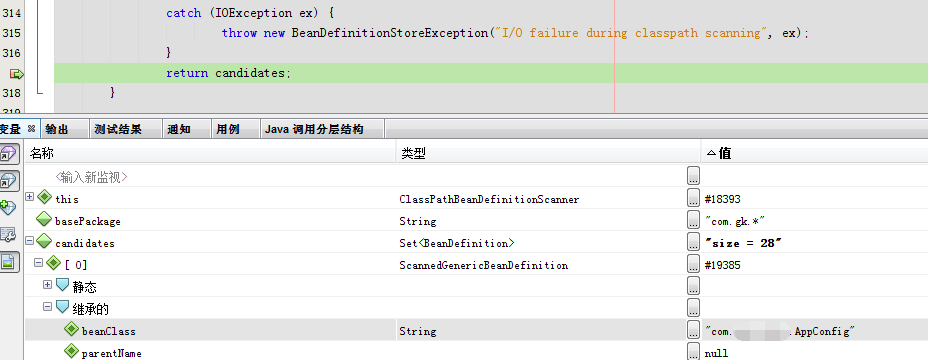 314 catch (IOException ex) {
315 throw new BeanDefinitionStoreException("I/O failure during classpath scanning", ex);
316 }
return candidates;
318 }
319
变量 输出 测试结果 通知 用例 Java 调用分层结构
名称 类型 值
<输入新监视> ...
this ClassPathBeanDefinitionScanner ... #18393
basePackage String ... "com.gk.*"
candidates Set<BeanDefinition> ... "size = 28"
[ 0] ScannedGenericBeanDefinition ... #19385
静态 ...
继承的 ...
beanClass String ... "com. .AppConfig"
parentName ... null